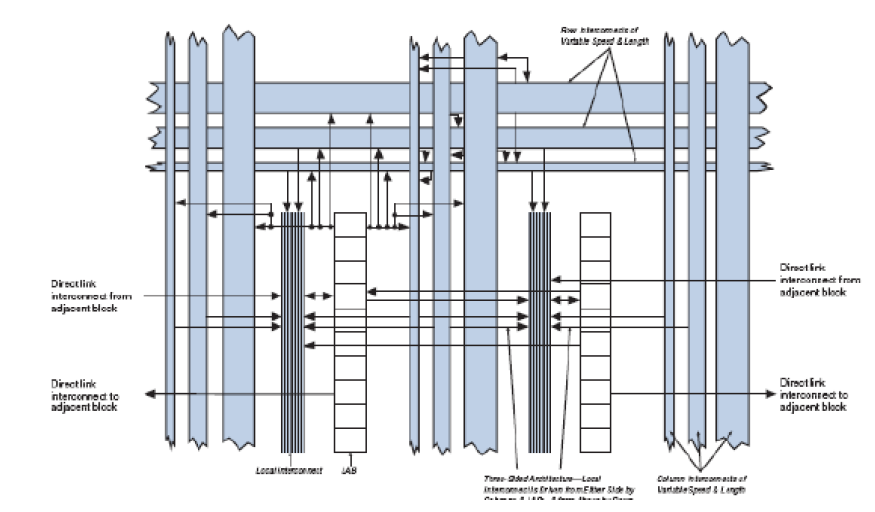 Row Interconnects of
Variable Speed & Length
Direct link
interconnect from
adjacent block
Direct link
interconnect from
adjacent block
Direct link
interconnect to
adjacent block
Direct link
interconnect to
adjacent block
Local Interconnect
LAB
Three-Sided Architecture—Local
Interconnect is Driven from Either Side by
Columns & LABs, & from Above by Rows
Column Interconnects of
Variable Speed & Length